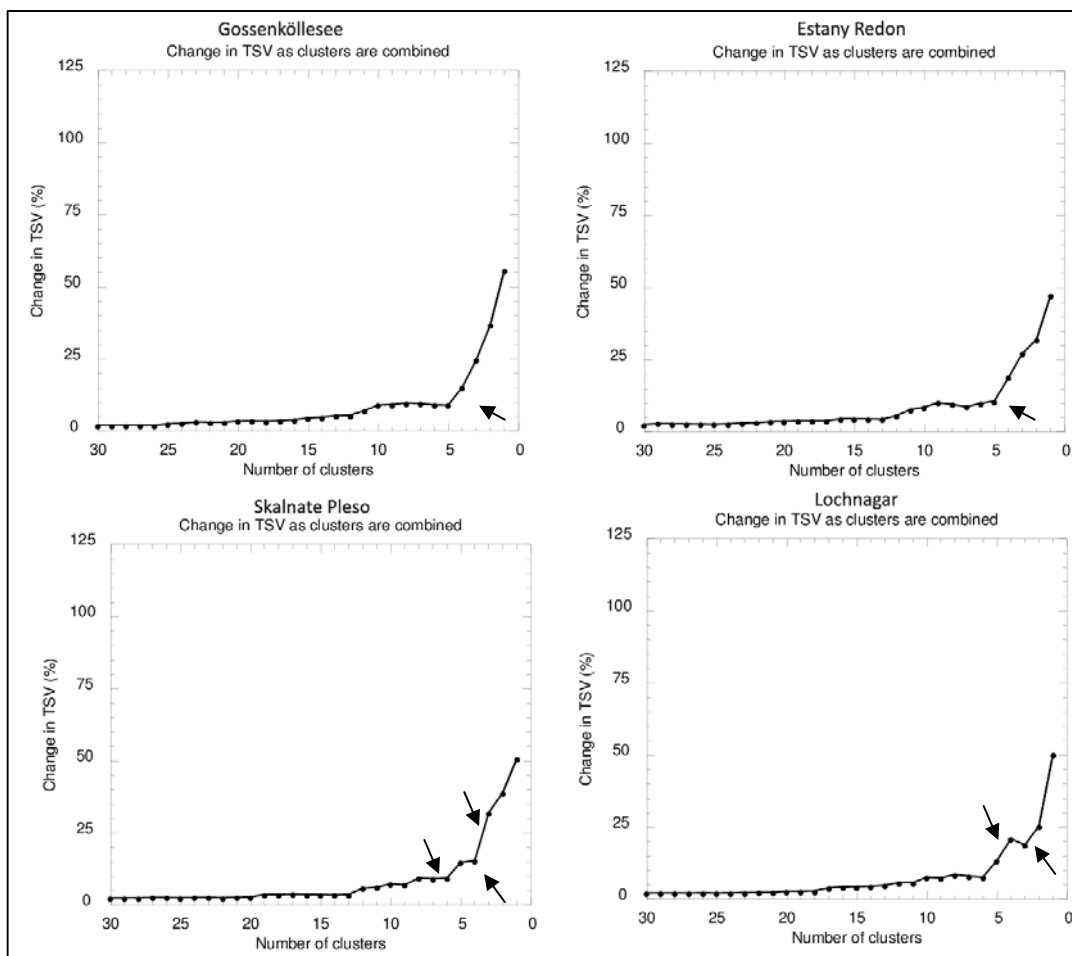 Gossenköllesee
Change in TSV as clusters are combined
125
100
75
50
25
0
Change in TSV (%)
30 25 20 15 10 5 0
Number of clusters
Estany Redon
Change in TSV as clusters are combined
125
100
75
50
25
0
Change in TSV (%)
30 25 20 15 10 5 0
Number of clusters
Skalnate Pleso
Change in TSV as clusters are combined
125
100
75
50
25
0
Change in TSV (%)
30 25 20 15 10 5 0
Number of clusters
Lochnagar
Change in TSV as clusters are combined
125
100
75
50
25
0
Change in TSV (%)
30 25 20 15 10 5 0
Number of clusters